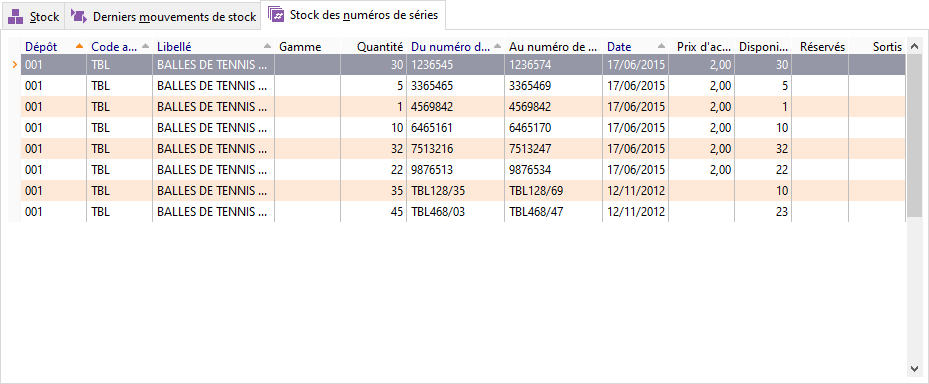 Stock Derniers mouvements de stock Stock des numéros de séries
Dépôt Code a... Libellé Gamme Quantité Du numéro d... Au numéro de ... Date Prix d'ac... Disponi... Réservés Sortis
001 TBL BALLES DE TENNIS ... 30 1236545 1236574 17/06/2015 2,00 30
001 TBL BALLES DE TENNIS ... 5 3365465 3365469 17/06/2015 2,00 5
001 TBL BALLES DE TENNIS ... 1 4569842 4569842 17/06/2015 2,00 1
001 TBL BALLES DE TENNIS ... 10 6465161 6465170 17/06/2015 2,00 10
001 TBL BALLES DE TENNIS ... 32 7513216 7513247 17/06/2015 2,00 32
001 TBL BALLES DE TENNIS ... 22 9876513 9876534 17/06/2015 2,00 22
001 TBL BALLES DE TENNIS ... 35 TBL128/35 TBL128/69 12/11/2012 10
001 TBL BALLES DE TENNIS ... 45 TBL468/03 TBL468/47 12/11/2012 23